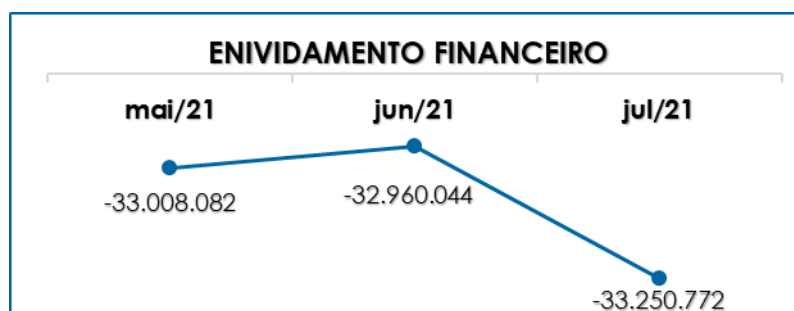 ENIVIDAMENTO FINANCEIRO
mai/21 jun/21 jul/21
-33.008.082 -32.960.044
-33.250.772